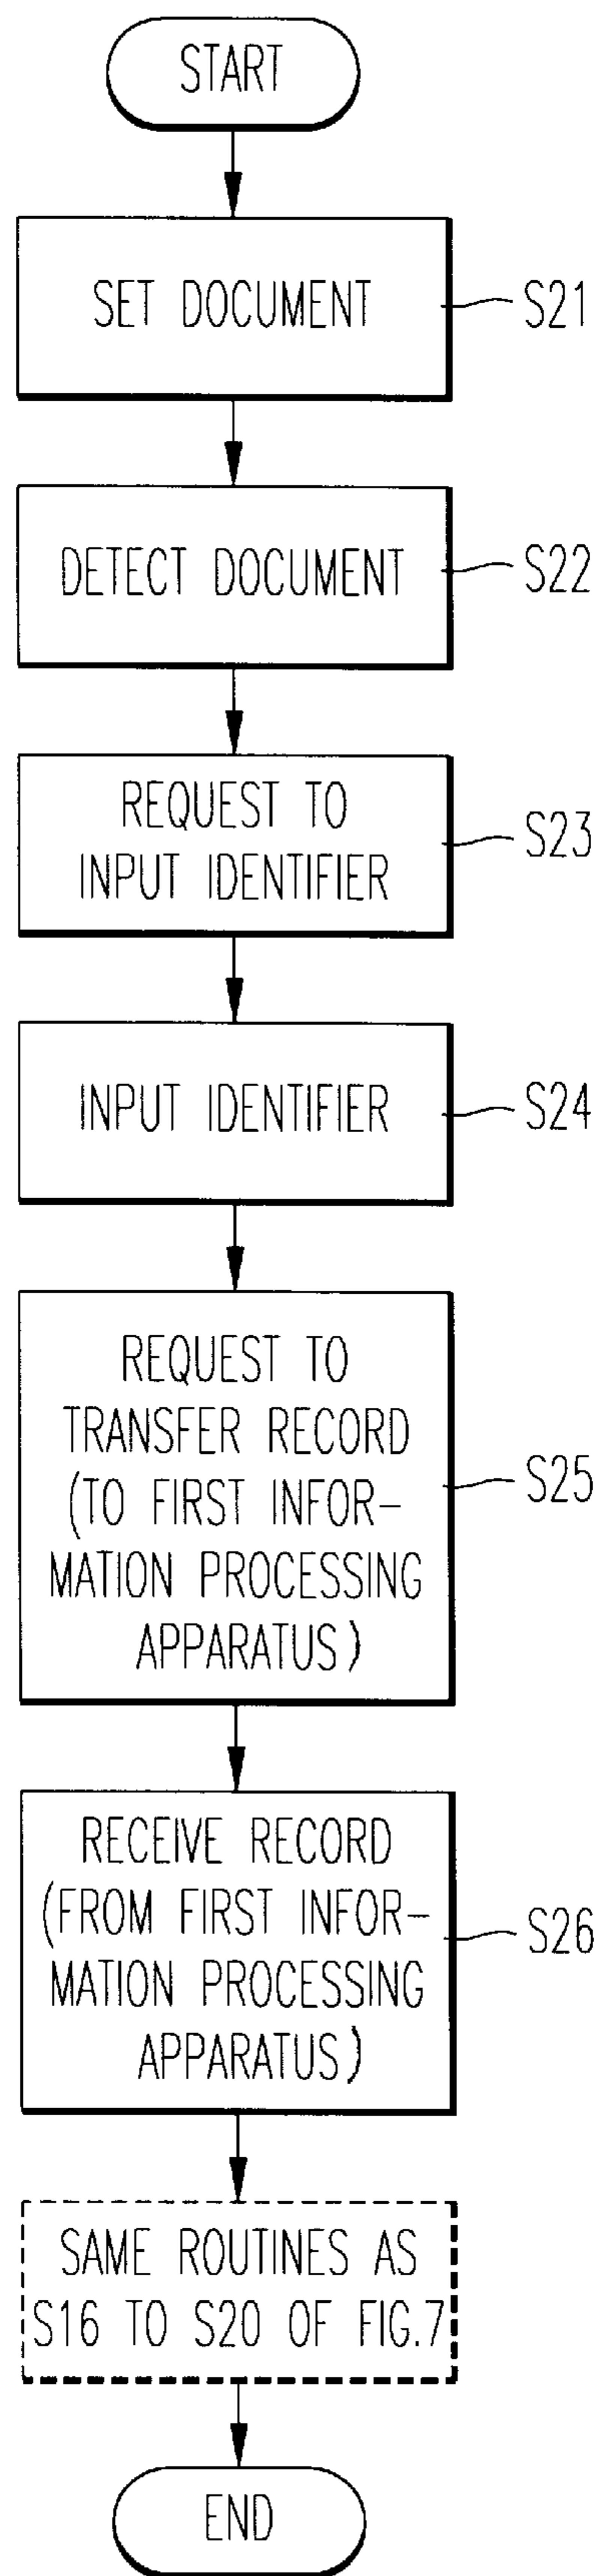 START
SET DOCUMENT
S21
DETECT DOCUMENT
S22
REQUEST TO
INPUT IDENTIFIER
S23
INPUT IDENTIFIER
S24
REQUEST TO
TRANSFER RECORD
(TO FIRST INFOR-
MATION PROCESSING
APPARATUS)
S25
RECEIVE RECORD
(FROM FIRST INFOR-
MATION PROCESSING
APPARATUS)
S26
SAME ROUTINES AS
S16 TO S20 OF FIG.7
END